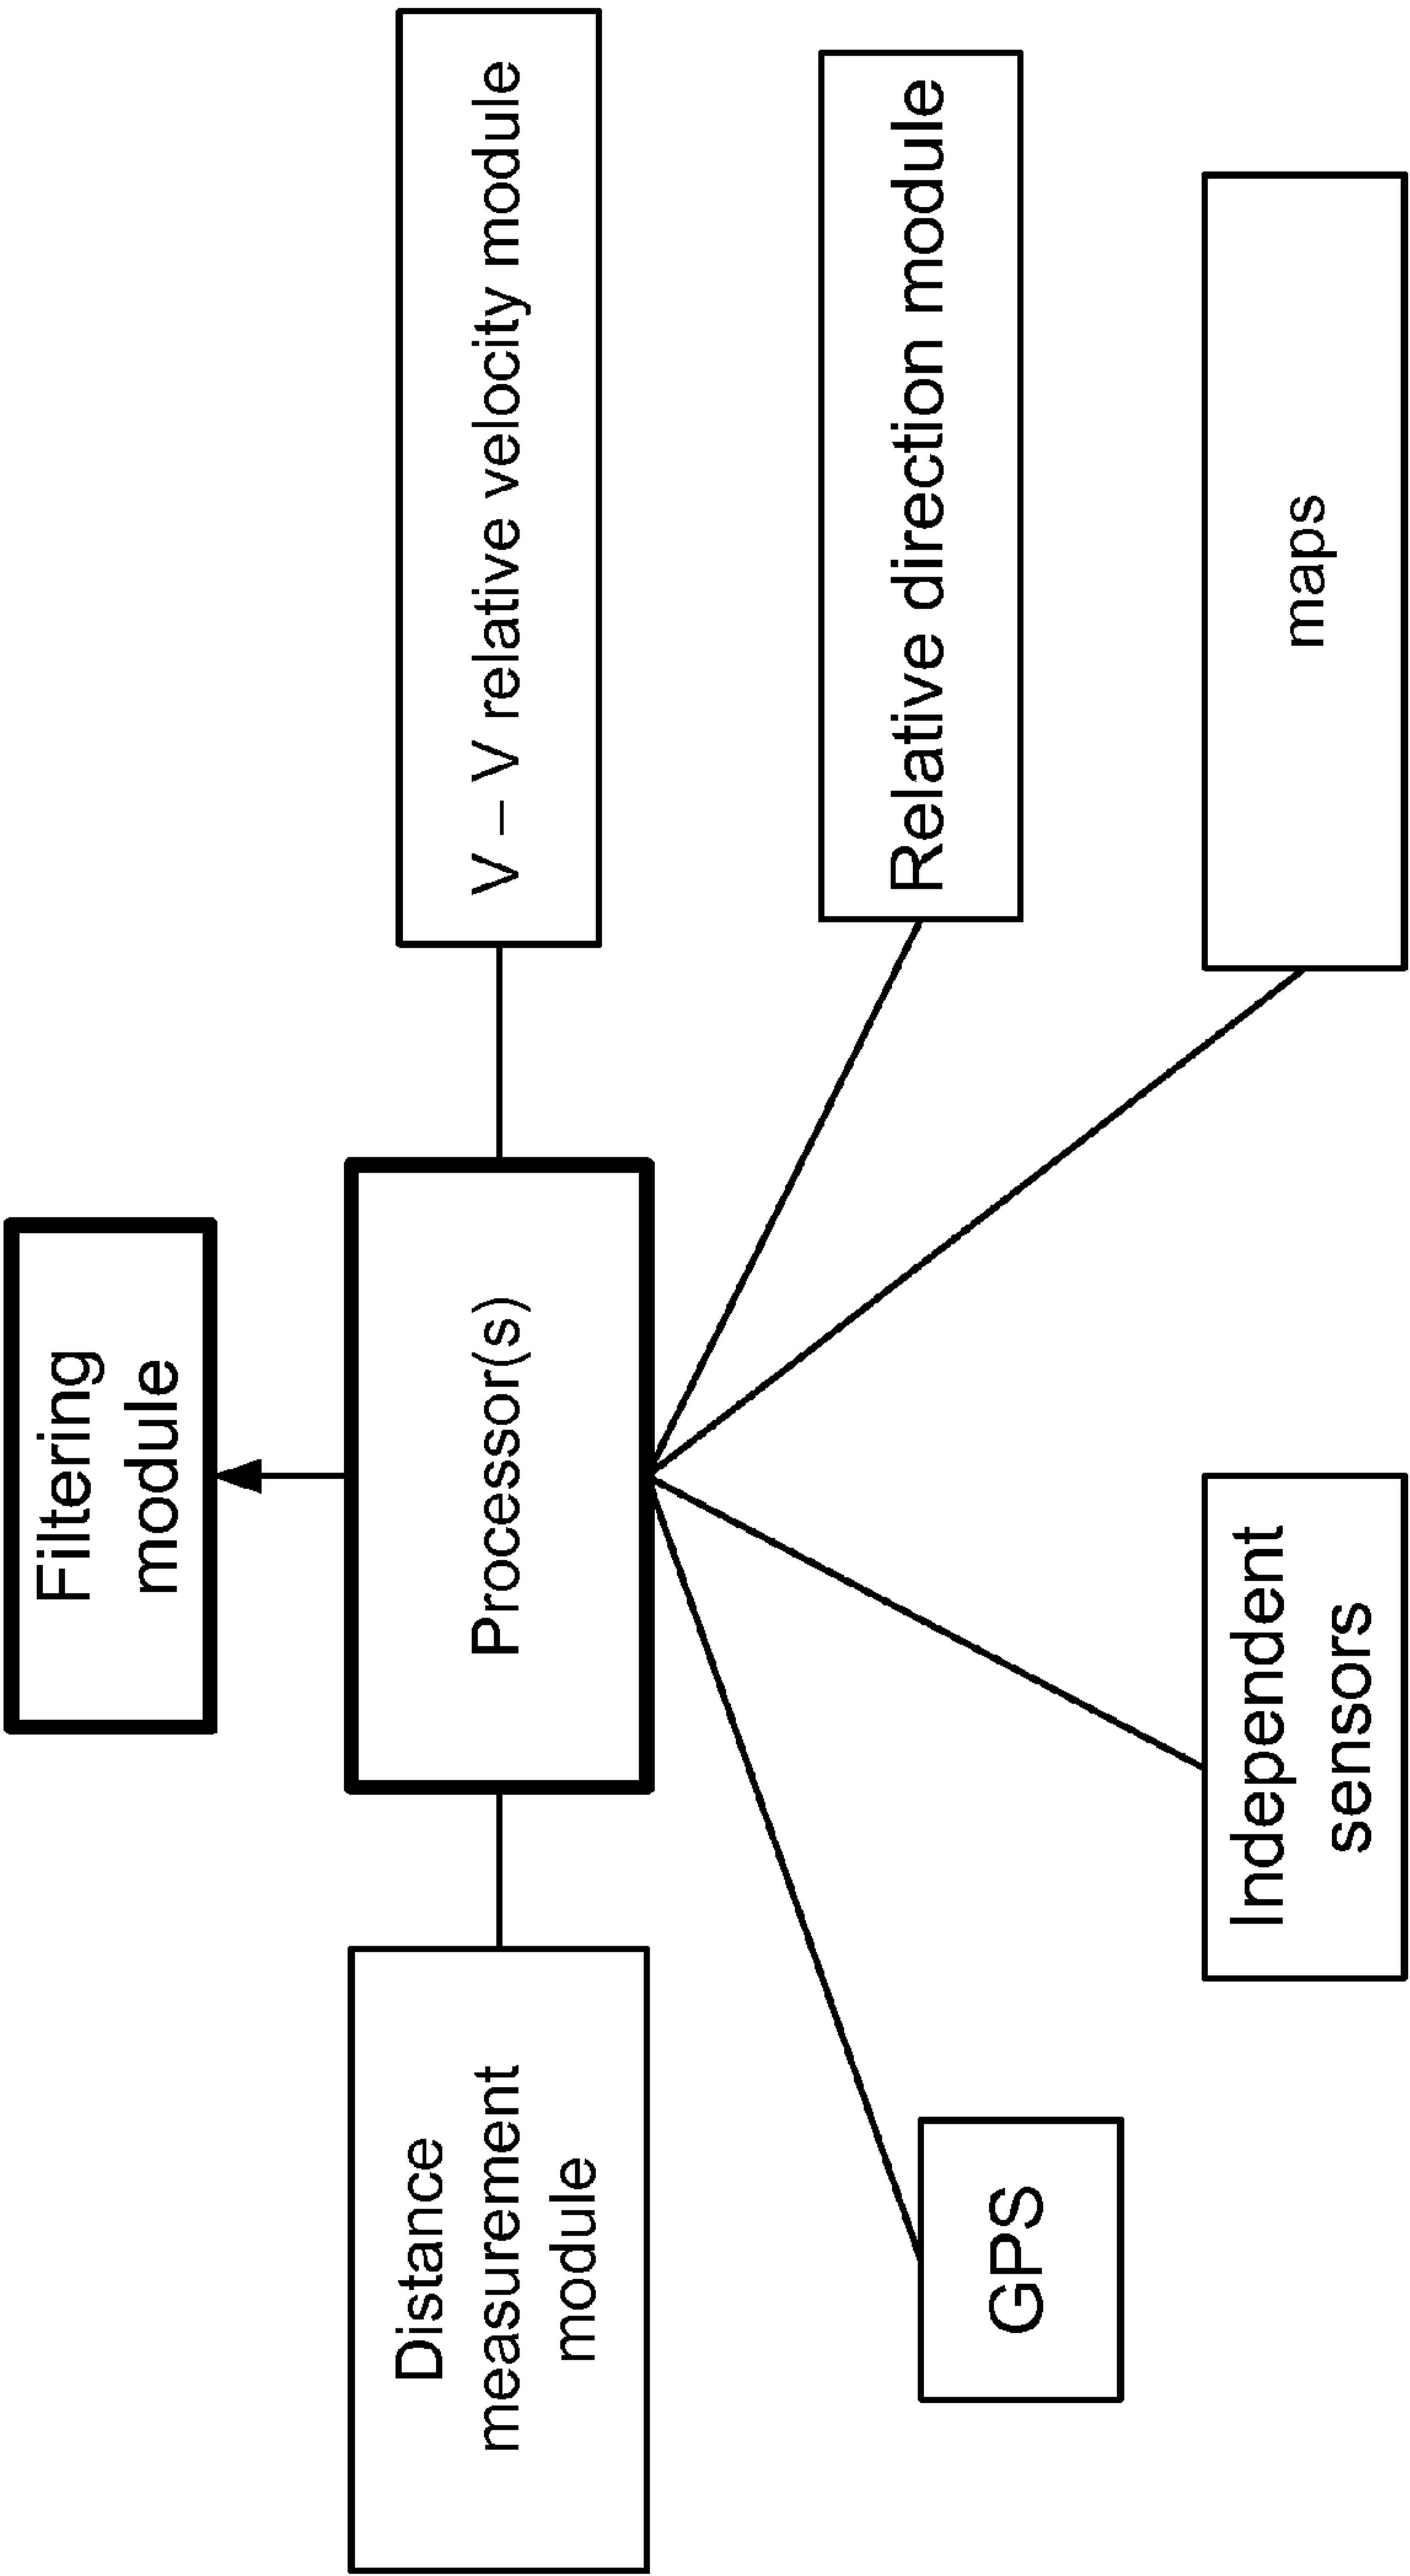 Filtering
module
Distance
measurement
module
Processor(s)
V – V relative velocity module
GPS
Relative direction module
Independent
sensors
maps